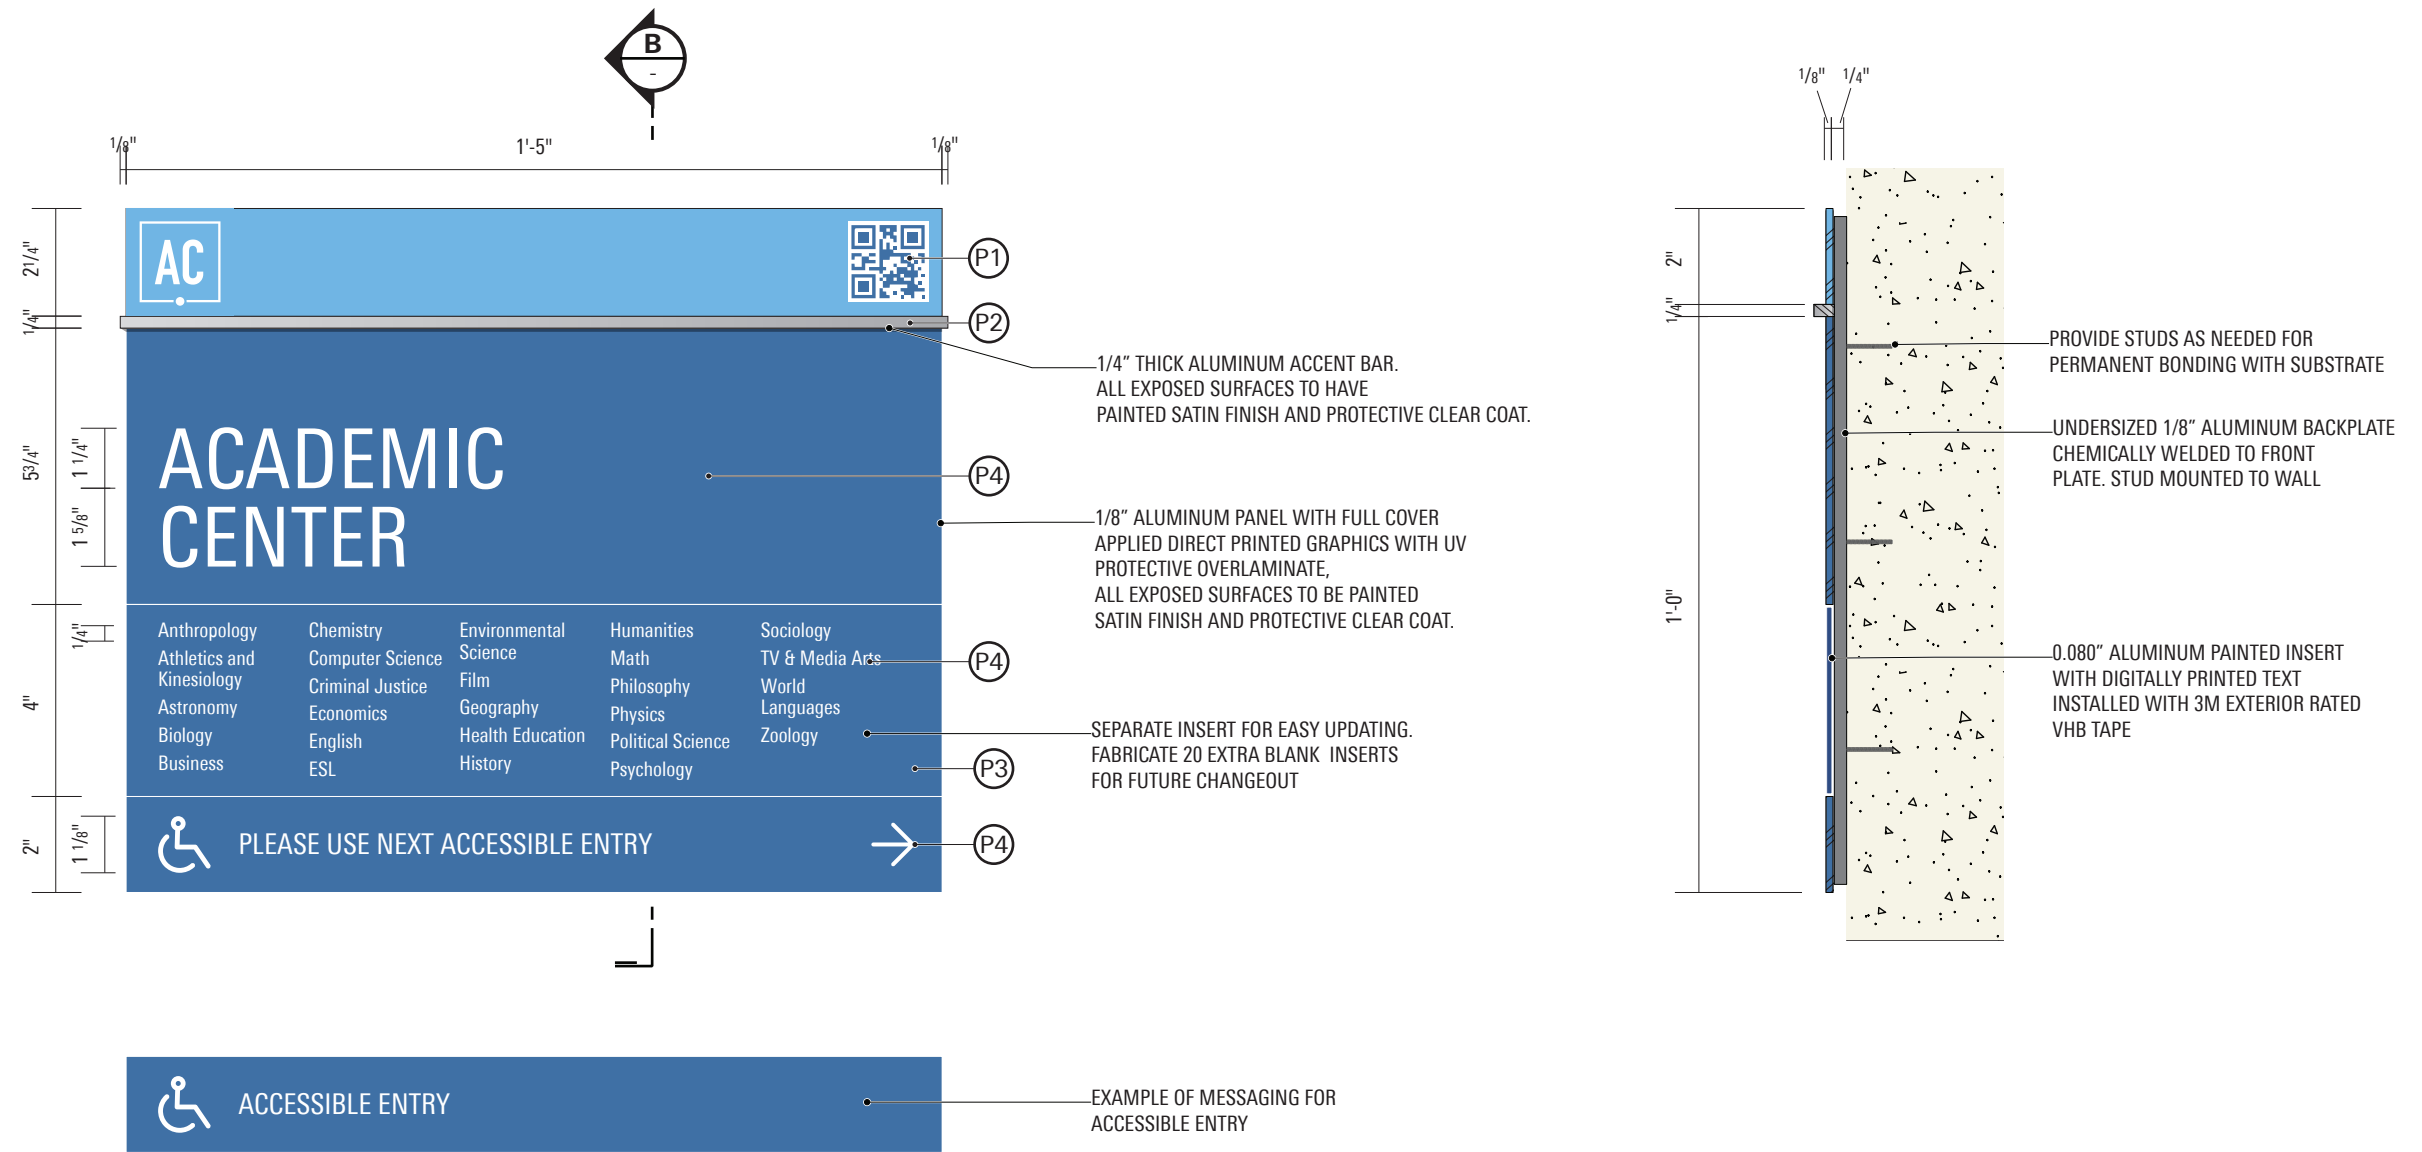 B
-
1/8"
1'-5"
1/8"
2 1/4"
1/4"
5 3/4"
1 1/4"
1 5/8"
1/4"
4"
2"
1 1/8"
AC
P1
P2
1/4" THICK ALUMINUM ACCENT BAR.
ALL EXPOSED SURFACES TO HAVE
PAINTED SATIN FINISH AND PROTECTIVE CLEAR COAT.
ACADEMIC
CENTER
P4
1/8" ALUMINUM PANEL WITH FULL COVER
APPLIED DIRECT PRINTED GRAPHICS WITH UV
PROTECTIVE OVERLAMINATE,
ALL EXPOSED SURFACES TO BE PAINTED
SATIN FINISH AND PROTECTIVE CLEAR COAT.
Anthropology
Athletics and
Kinesiology
Astronomy
Biology
Business
Chemistry
Computer Science
Criminal Justice
Economics
English
ESL
Environmental
Science
Film
Geography
Health Education
History
Humanities
Math
Philosophy
Physics
Political Science
Psychology
Sociology
TV & Media Arts
World
Languages
Zoology
P4
SEPARATE INSERT FOR EASY UPDATING.
FABRICATE 20 EXTRA BLANK INSERTS
FOR FUTURE CHANGEOUT
P3
PLEASE USE NEXT ACCESSIBLE ENTRY
P4
ACCESSIBLE ENTRY
EXAMPLE OF MESSAGING FOR
ACCESSIBLE ENTRY
1/8"
1/4"
2"
1/4"
1'-0"
PROVIDE STUDS AS NEEDED FOR
PERMANENT BONDING WITH SUBSTRATE
UNDERSIZED 1/8" ALUMINUM BACKPLATE
CHEMICALLY WELDED TO FRONT
PLATE. STUD MOUNTED TO WALL
0.080" ALUMINUM PAINTED INSERT
WITH DIGITALLY PRINTED TEXT
INSTALLED WITH 3M EXTERIOR RATED
VHB TAPE